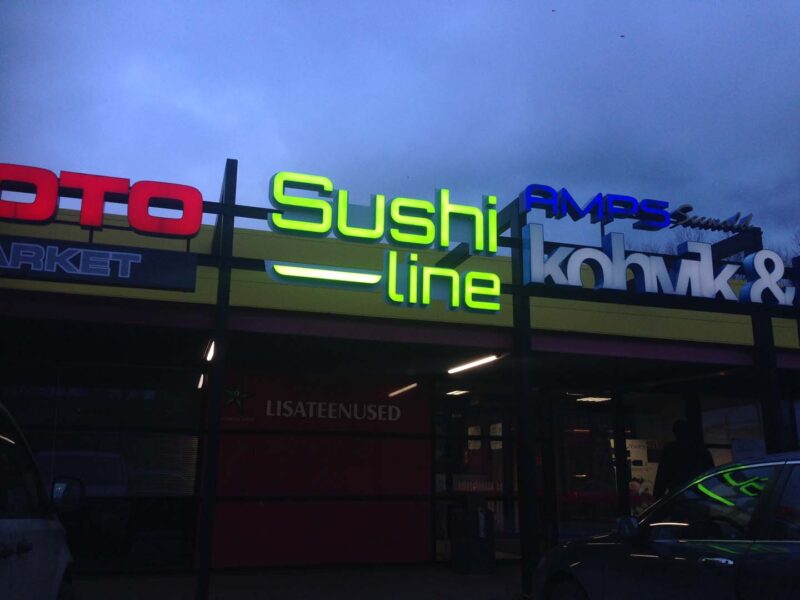 OTO
ARKET
Sushi
line
AMPS
kohvik &
LISATEENUSED